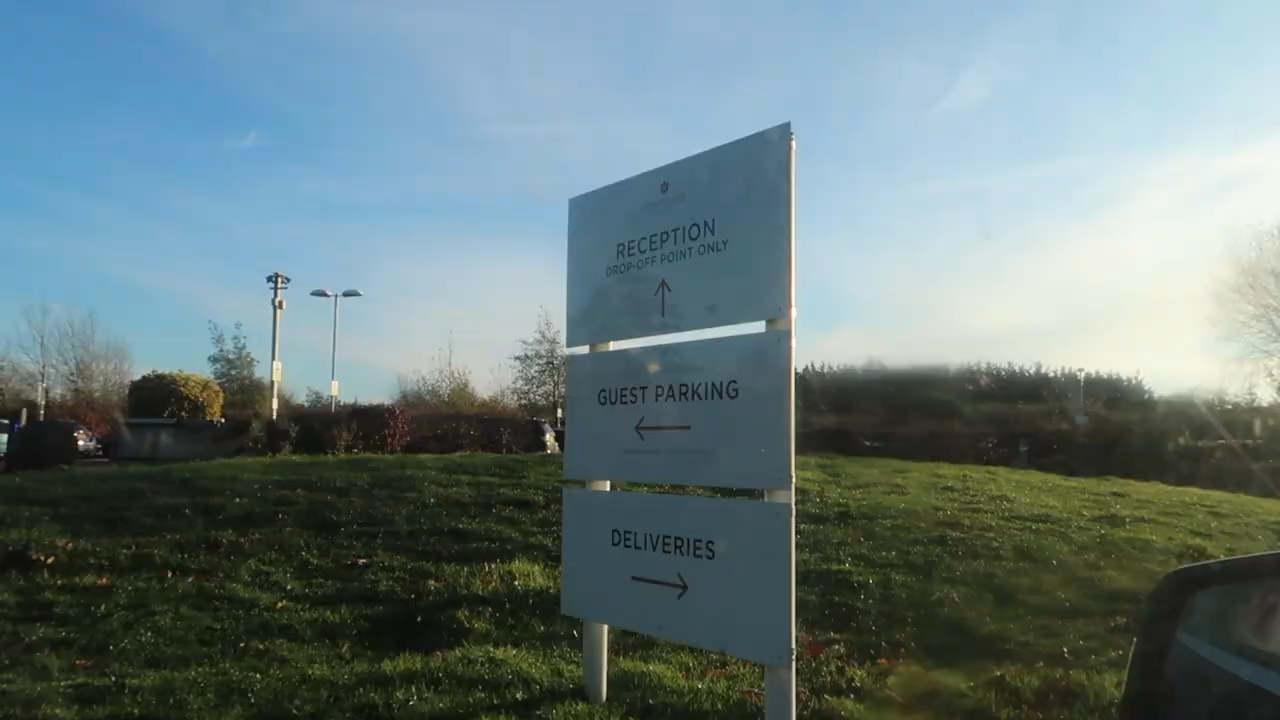 RECEPTION
DROP-OFF POINT ONLY
GUEST PARKING
DELIVERIES